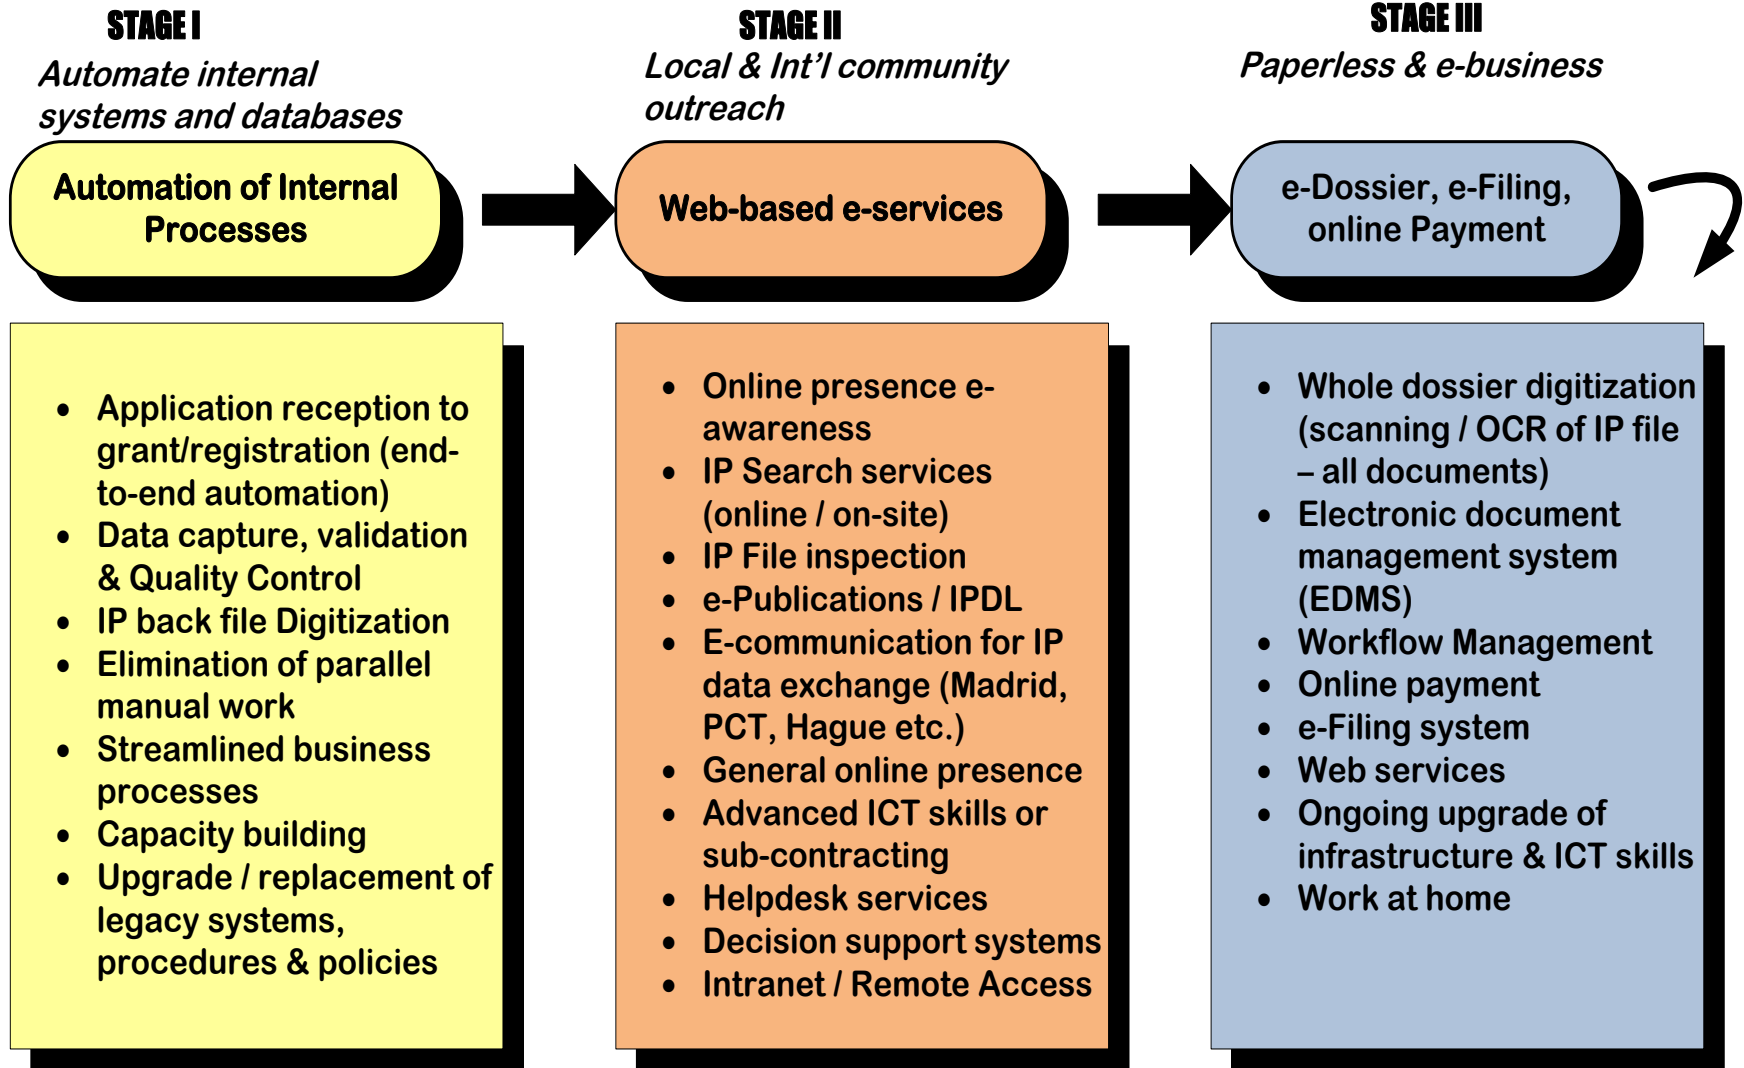 STAGE I
Automate internal
systems and databases
Automation of Internal
Processes
• Application reception to
grant/registration (end-
to-end automation)
• Data capture, validation
& Quality Control
• IP back file Digitization
• Elimination of parallel
manual work
• Streamlined business
processes
• Capacity building
• Upgrade / replacement of
legacy systems,
procedures & policies
STAGE II
Local & Int'l community
outreach
Web-based e-services
• Online presence e-
awareness
• IP Search services
(online / on-site)
• IP File inspection
• e-Publications / IPDL
• E-communication for IP
data exchange (Madrid,
PCT, Hague etc.)
• General online presence
• Advanced ICT skills or
sub-contracting
• Helpdesk services
• Decision support systems
• Intranet / Remote Access
STAGE III
Paperless & e-business
e-Dossier, e-Filing,
online Payment
• Whole dossier digitization
(scanning / OCR of IP file
– all documents)
• Electronic document
management system
(EDMS)
• Workflow Management
• Online payment
• e-Filing system
• Web services
• Ongoing upgrade of
infrastructure & ICT skills
• Work at home